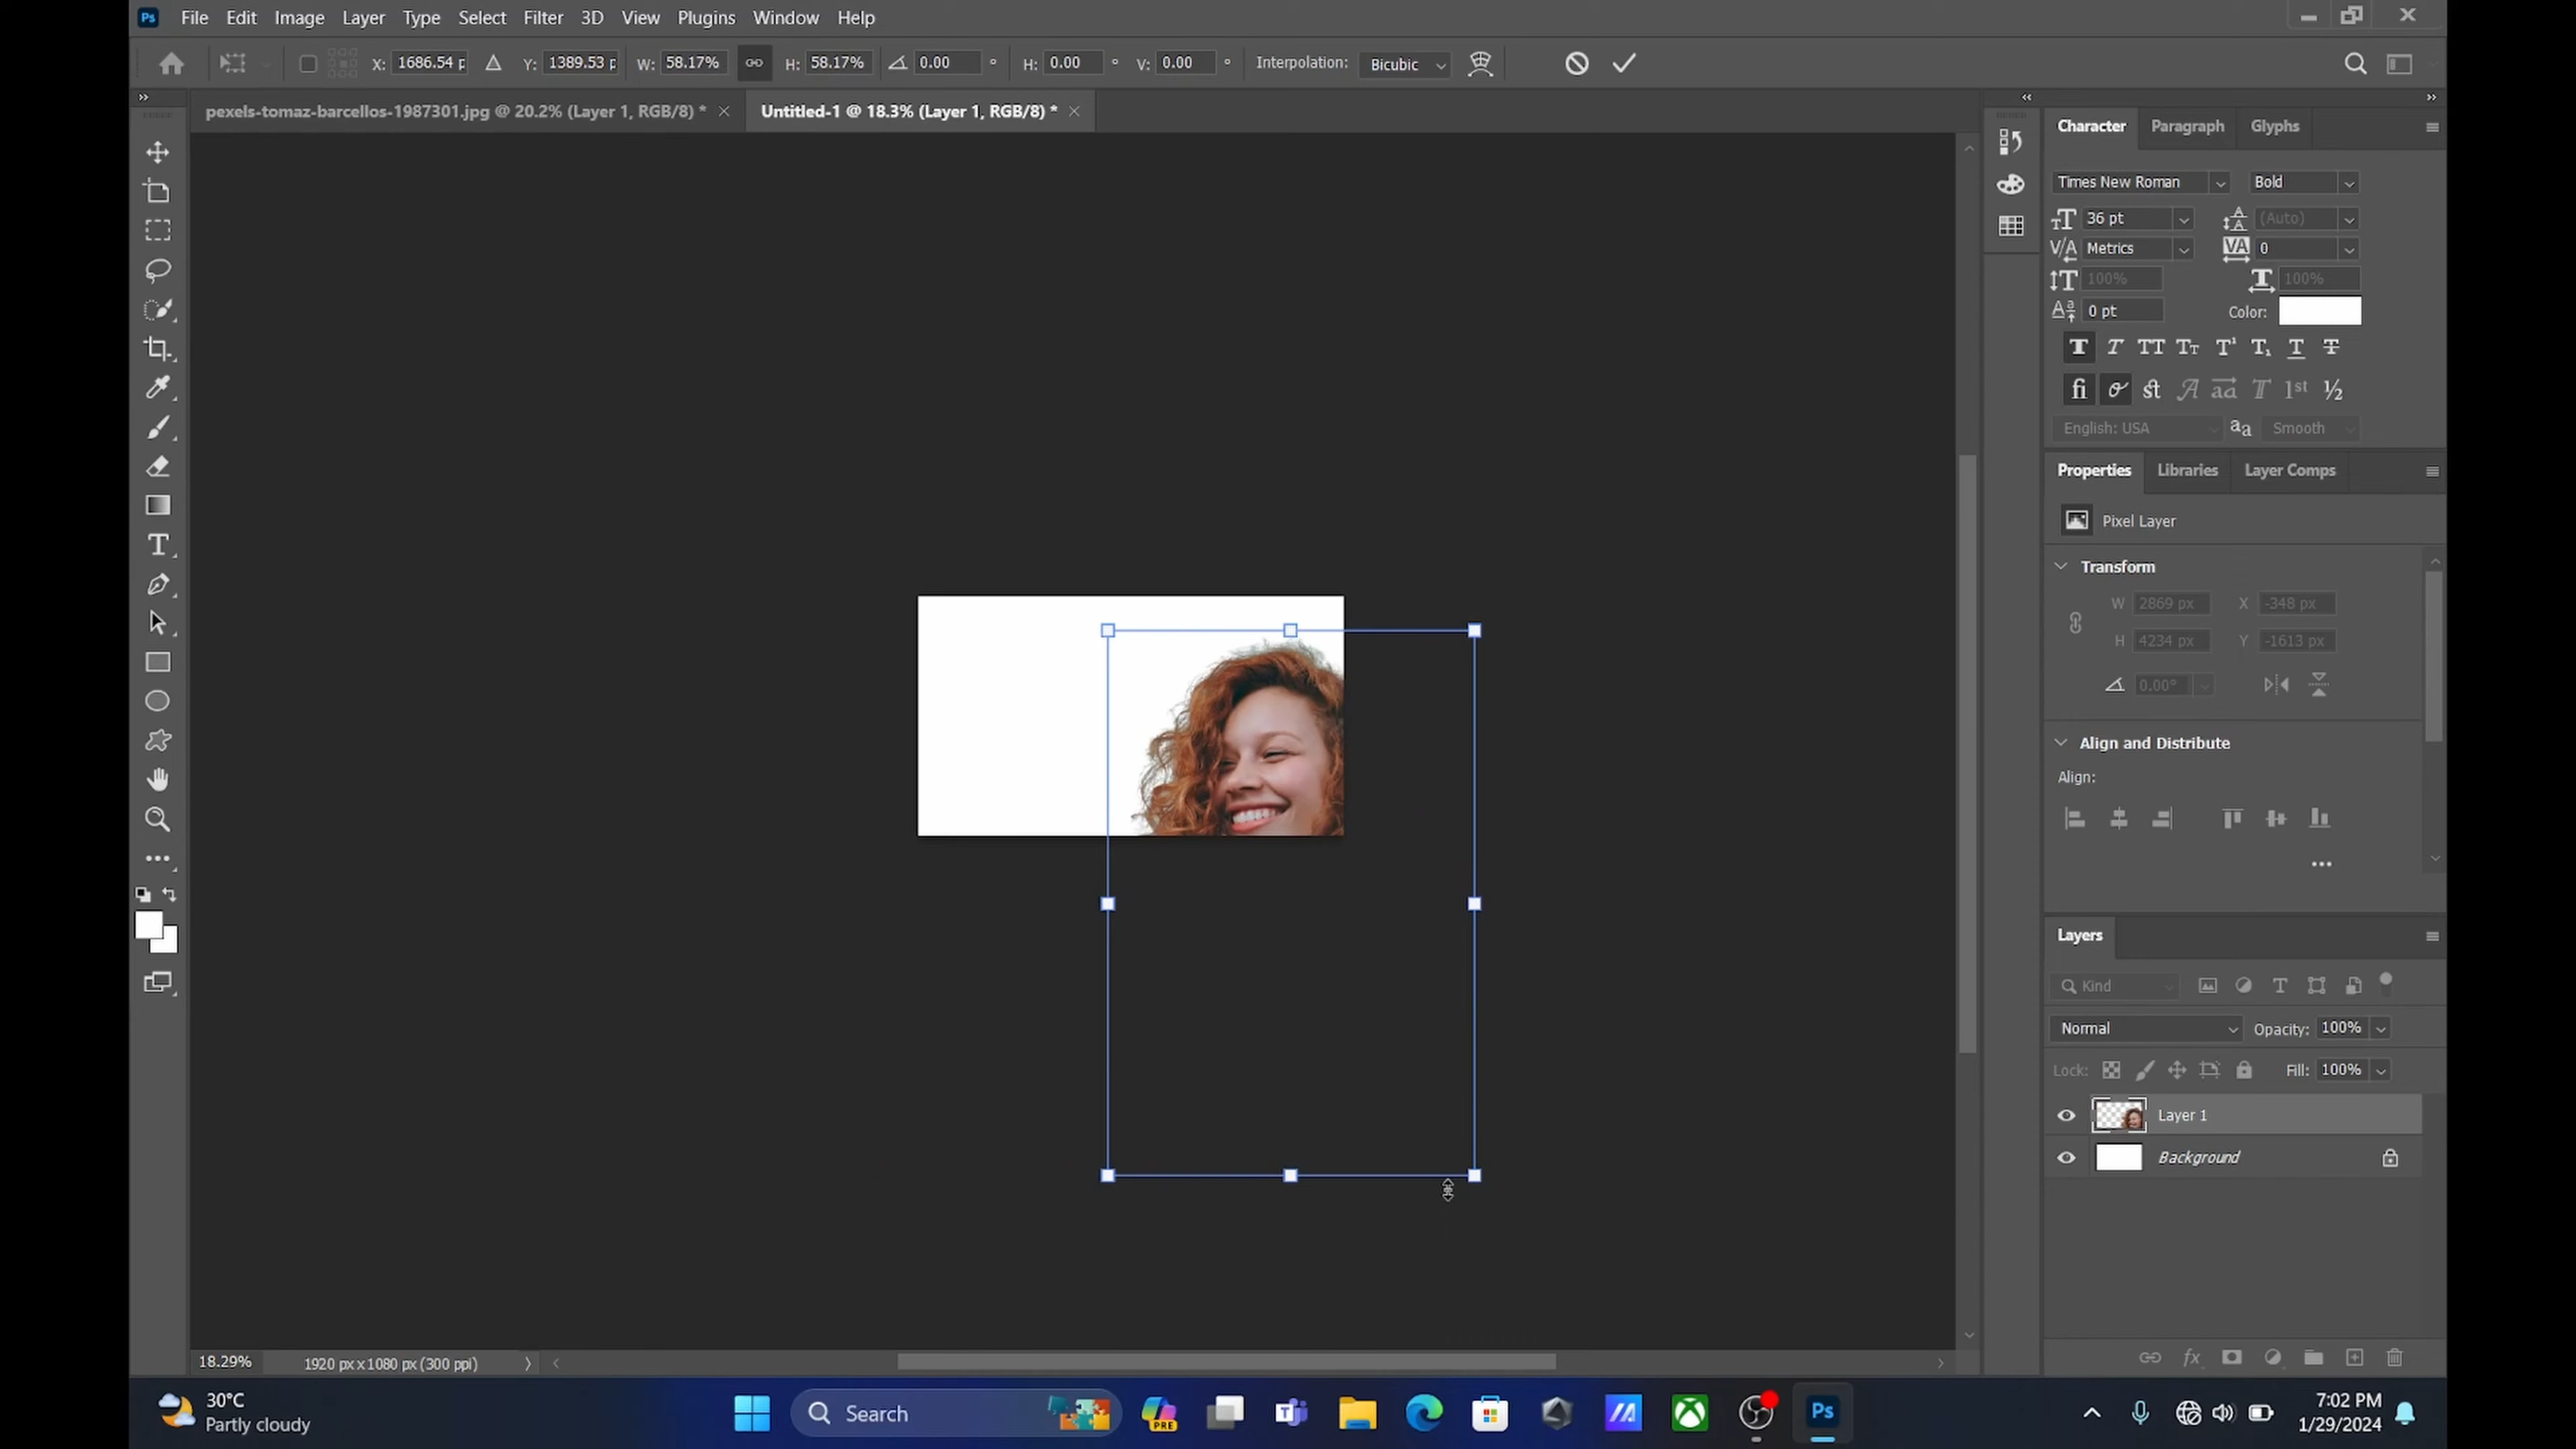 Ps File Edit Image Layer Type Select Filter 3D View Plugins Window Help
X: 1686.54 p Y: 1389.53 p W: 58.17% H: 58.17% 0.00 ° H: 0.00 ° V: 0.00 ° Interpolation: Bicubic
pexels-tomaz-barcellos-1987301.jpg @ 20.2% (Layer 1, RGB/8) * Untitled-1 @ 18.3% (Layer 1, RGB/8) *
Character Paragraph Glyphs
Times New Roman Bold
36 pt (Auto)
Metrics 0
100% 100%
0 pt Color:
English: USA Smooth
Properties Libraries Layer Comps
Pixel Layer
Transform
W 2869 px X -348 px
H 4234 px Y -1613 px
0.00°
Align and Distribute
Align:
Layers
Kind
Normal Opacity: 100%
Lock: Fill: 100%
Layer 1
Background
18.29% 1920 px x 1080 px (300 ppi)
30°C
Partly cloudy
Search
PRE
Ps
7:02 PM
1/29/2024